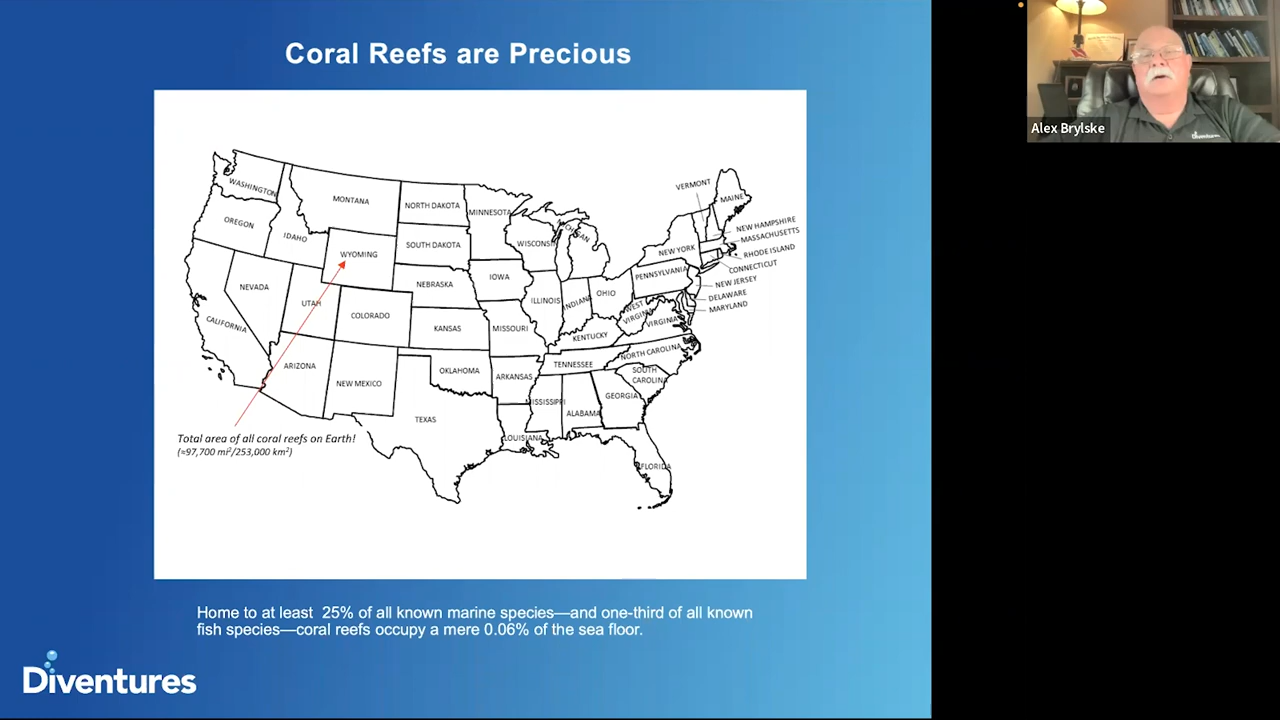 Coral Reefs are Precious
WASHINGTON
MONTANA
NORTH DAKOTA
MINNESOTA
VERMONT
MAINE
OREGON
IDAHO
WYOMING
SOUTH DAKOTA
WISCONSIN
MICHIGAN
NEW YORK
NEW HAMPSHIRE
MASSACHUSETTS
RHODE ISLAND
CONNECTICUT
NEW JERSEY
DELAWARE
MARYLAND
NEVADA
UTAH
COLORADO
NEBRASKA
IOWA
ILLINOIS
INDIANA
OHIO
PENNSYLVANIA
WEST
VIRGINIA
VIRGINIA
CALIFORNIA
KANSAS
MISSOURI
KENTUCKY
ARIZONA
NEW MEXICO
OKLAHOMA
ARKANSAS
TENNESSEE
NORTH CAROLINA
SOUTH
CAROLINA
TEXAS
LOUISIANA
MISSISSIPPI
ALABAMA
GEORGIA
FLORIDA
Total area of all coral reefs on Earth!
(≈97,700 mi²/253,000 km²)
Home to at least 25% of all known marine species—and one-third of all known
fish species—coral reefs occupy a mere 0.06% of the sea floor.
Diventures
Alex Brylske
Diventures